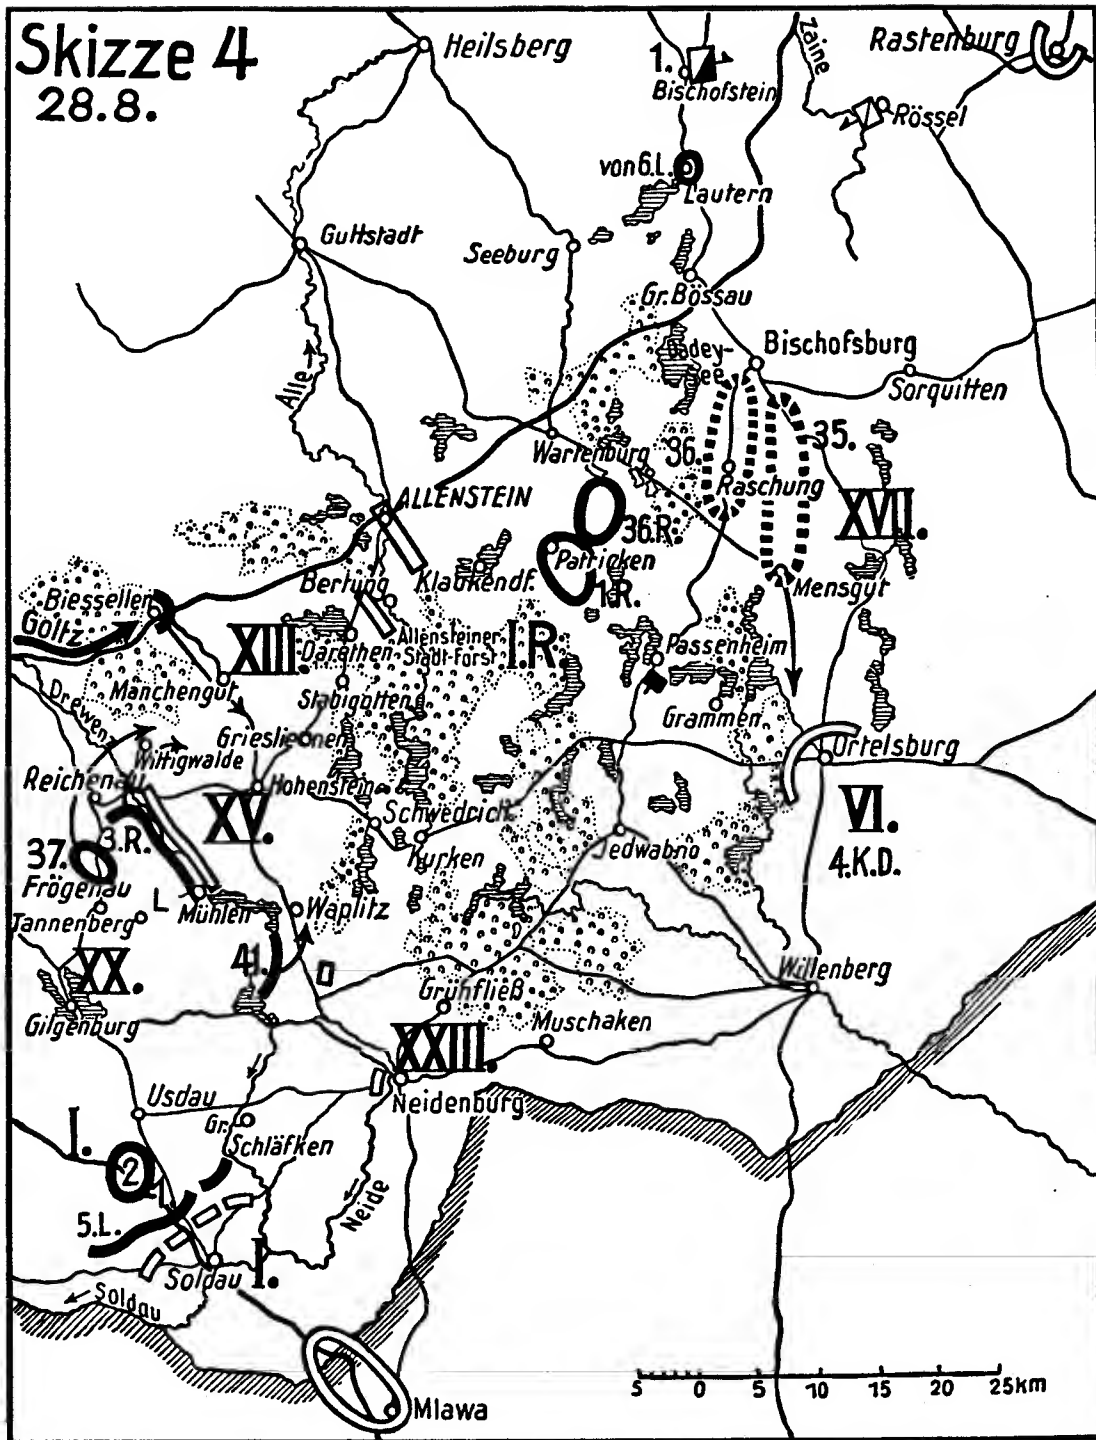 Skizze 4
28.8.
Heilsberg
1.
Bischofstein
Zaine
Rastenburg
Rössel
von 6.L.
Lautern
Guttstadt
Seeburg
Gr. Bössau
Alle
Dadey-
see
Bischofsburg
Sorquitten
Wartenburg
36.
35.
Raschung
XVII.
ALLENSTEIN
36.R.
Patricken
1.R.
Mensguth
Klaukendf.
Bertung
Biessellen
Goltz
XIII.
Darethen
Allensteiner
Stadt-Forst
I.R.
Passenheim
Manchengut
Stabigotten
Grammen
Drewenz
Grieslienen
Wittigwalde
Ortelsburg
Reichenau
Hohenstein
XV.
Schwedrich
VI.
3.R.
37.
Kurken
Jedwabno
4.K.D.
Frögenau
L
Mühlen
Waplitz
Tannenberg
41.
XX.
Willenberg
Gilgenburg
Grünfließ
Muschaken
XXIII.
Usdau
Neidenburg
Gr.
Schläfken
I.
2
Neide
5.L.
Soldau
I.
Soldau
Mlawa
5 0 5 10 15 20 25km